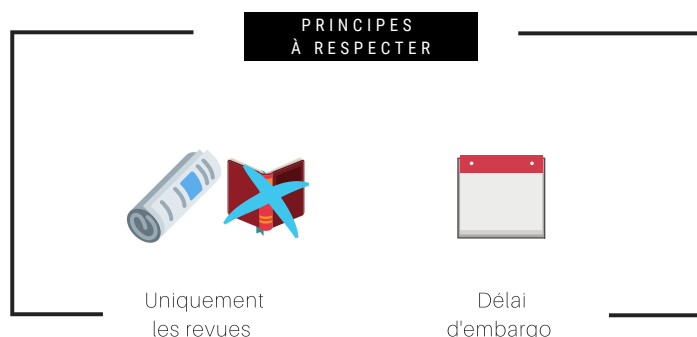 PRINCIPES
À RESPECTER
Uniquement
les revues
Délai
d'embargo